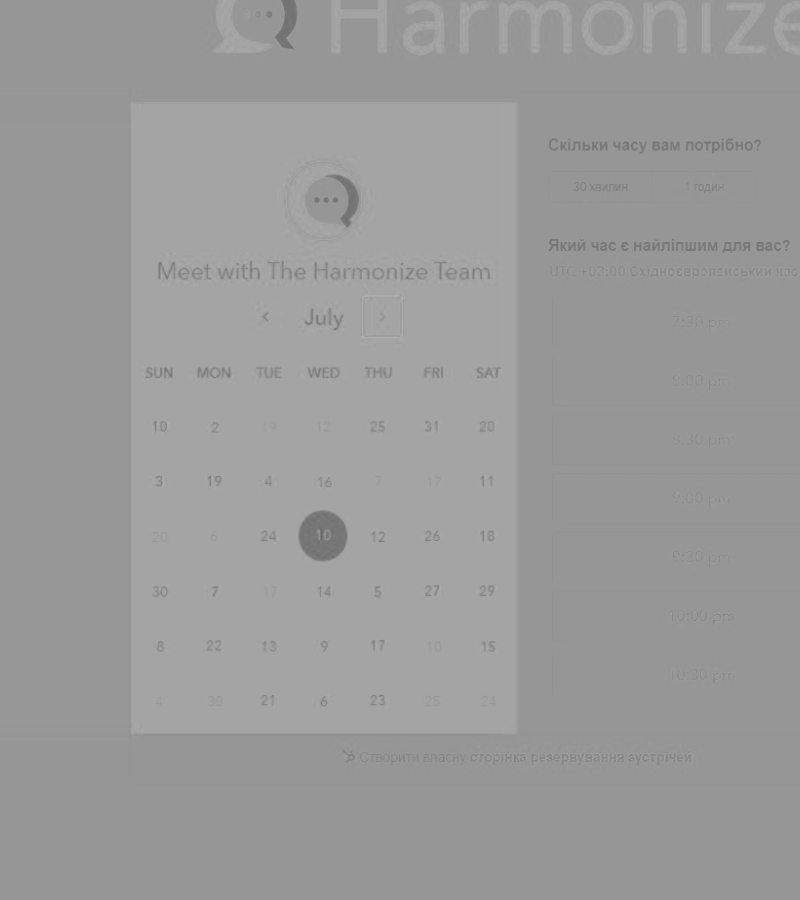 Harmonize
Meet with The Harmonize Team
July
SUN MON TUE WED THU FRI SAT
10 2 19 12 25 31 20
3 19 4 16 7 17 11
20 6 24 10 12 26 18
30 7 17 14 5 27 29
8 22 13 9 17 10 15
4 30 21 6 23 25 24
Скільки часу вам потрібно?
30 хвилин 1 годин
Який час є найліпшим для вас?
UTC +03:00 Східноєвропейський час
7:30 pm
8:00 pm
8:30 pm
9:00 pm
9:30 pm
10:00 pm
10:30 pm
Створити власну сторінка резервування зустрічей